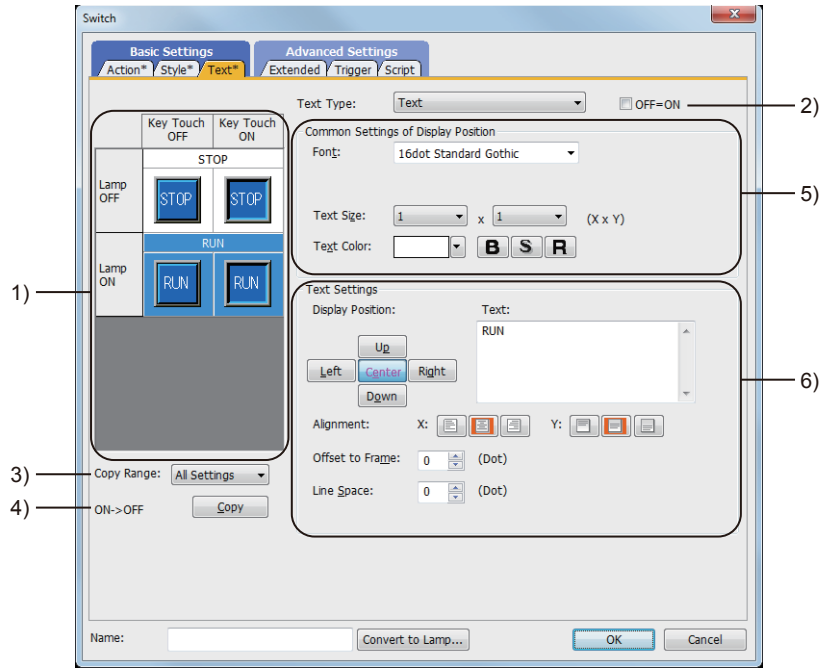 Switch
Basic Settings Advanced Settings
Action* Style* Text* Extended Trigger Script
Text Type: Text OFF=ON 2)
Key Touch OFF Key Touch ON
Common Settings of Display Position
Font: 16dot Standard Gothic
STOP
Lamp OFF STOP STOP
5)
Text Size: 1 x 1 (X x Y)
Text Color: B S R
RUN
Lamp ON RUN RUN
1)
Text Settings
Display Position: Text:
RUN
Up
Left Center Right
Down
6)
Alignment: X: Y:
Offset to Frame: 0 (Dot)
3) Copy Range: All Settings
Line Space: 0 (Dot)
4) ON->OFF Copy
Name: Convert to Lamp... OK Cancel